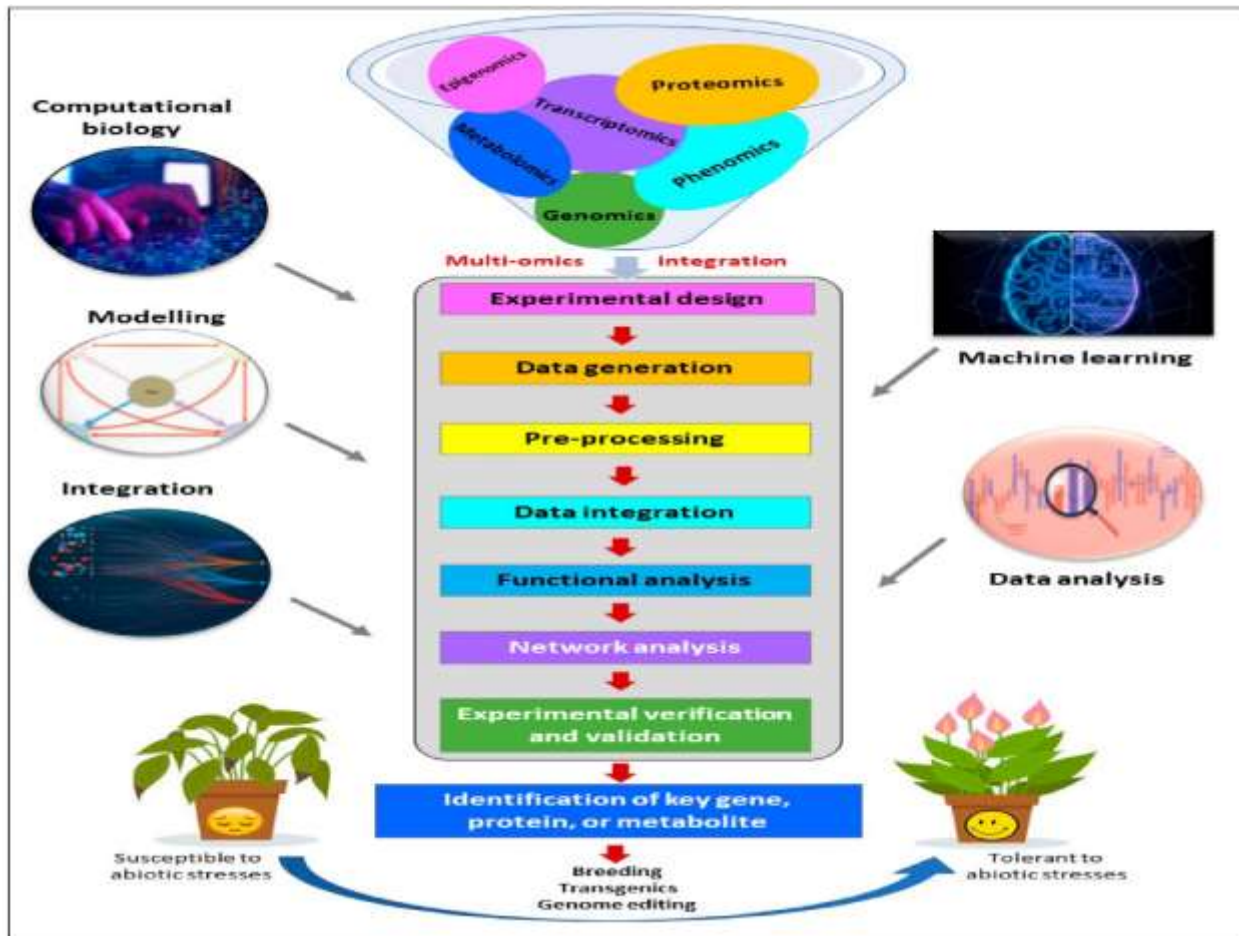 Epigenomics
Proteomics
Transcriptomics
Metabolomics
Phenomics
Genomics
Computational
biology
Multi-omics Integration
Experimental design
Modelling
Data generation
Machine learning
Pre-processing
Integration
Data integration
Functional analysis
Data analysis
Network analysis
Experimental verification
and validation
Identification of key gene,
protein, or metabolite
Susceptible to
abiotic stresses
Breeding
Transgenics
Genome editing
Tolerant to
abiotic stresses